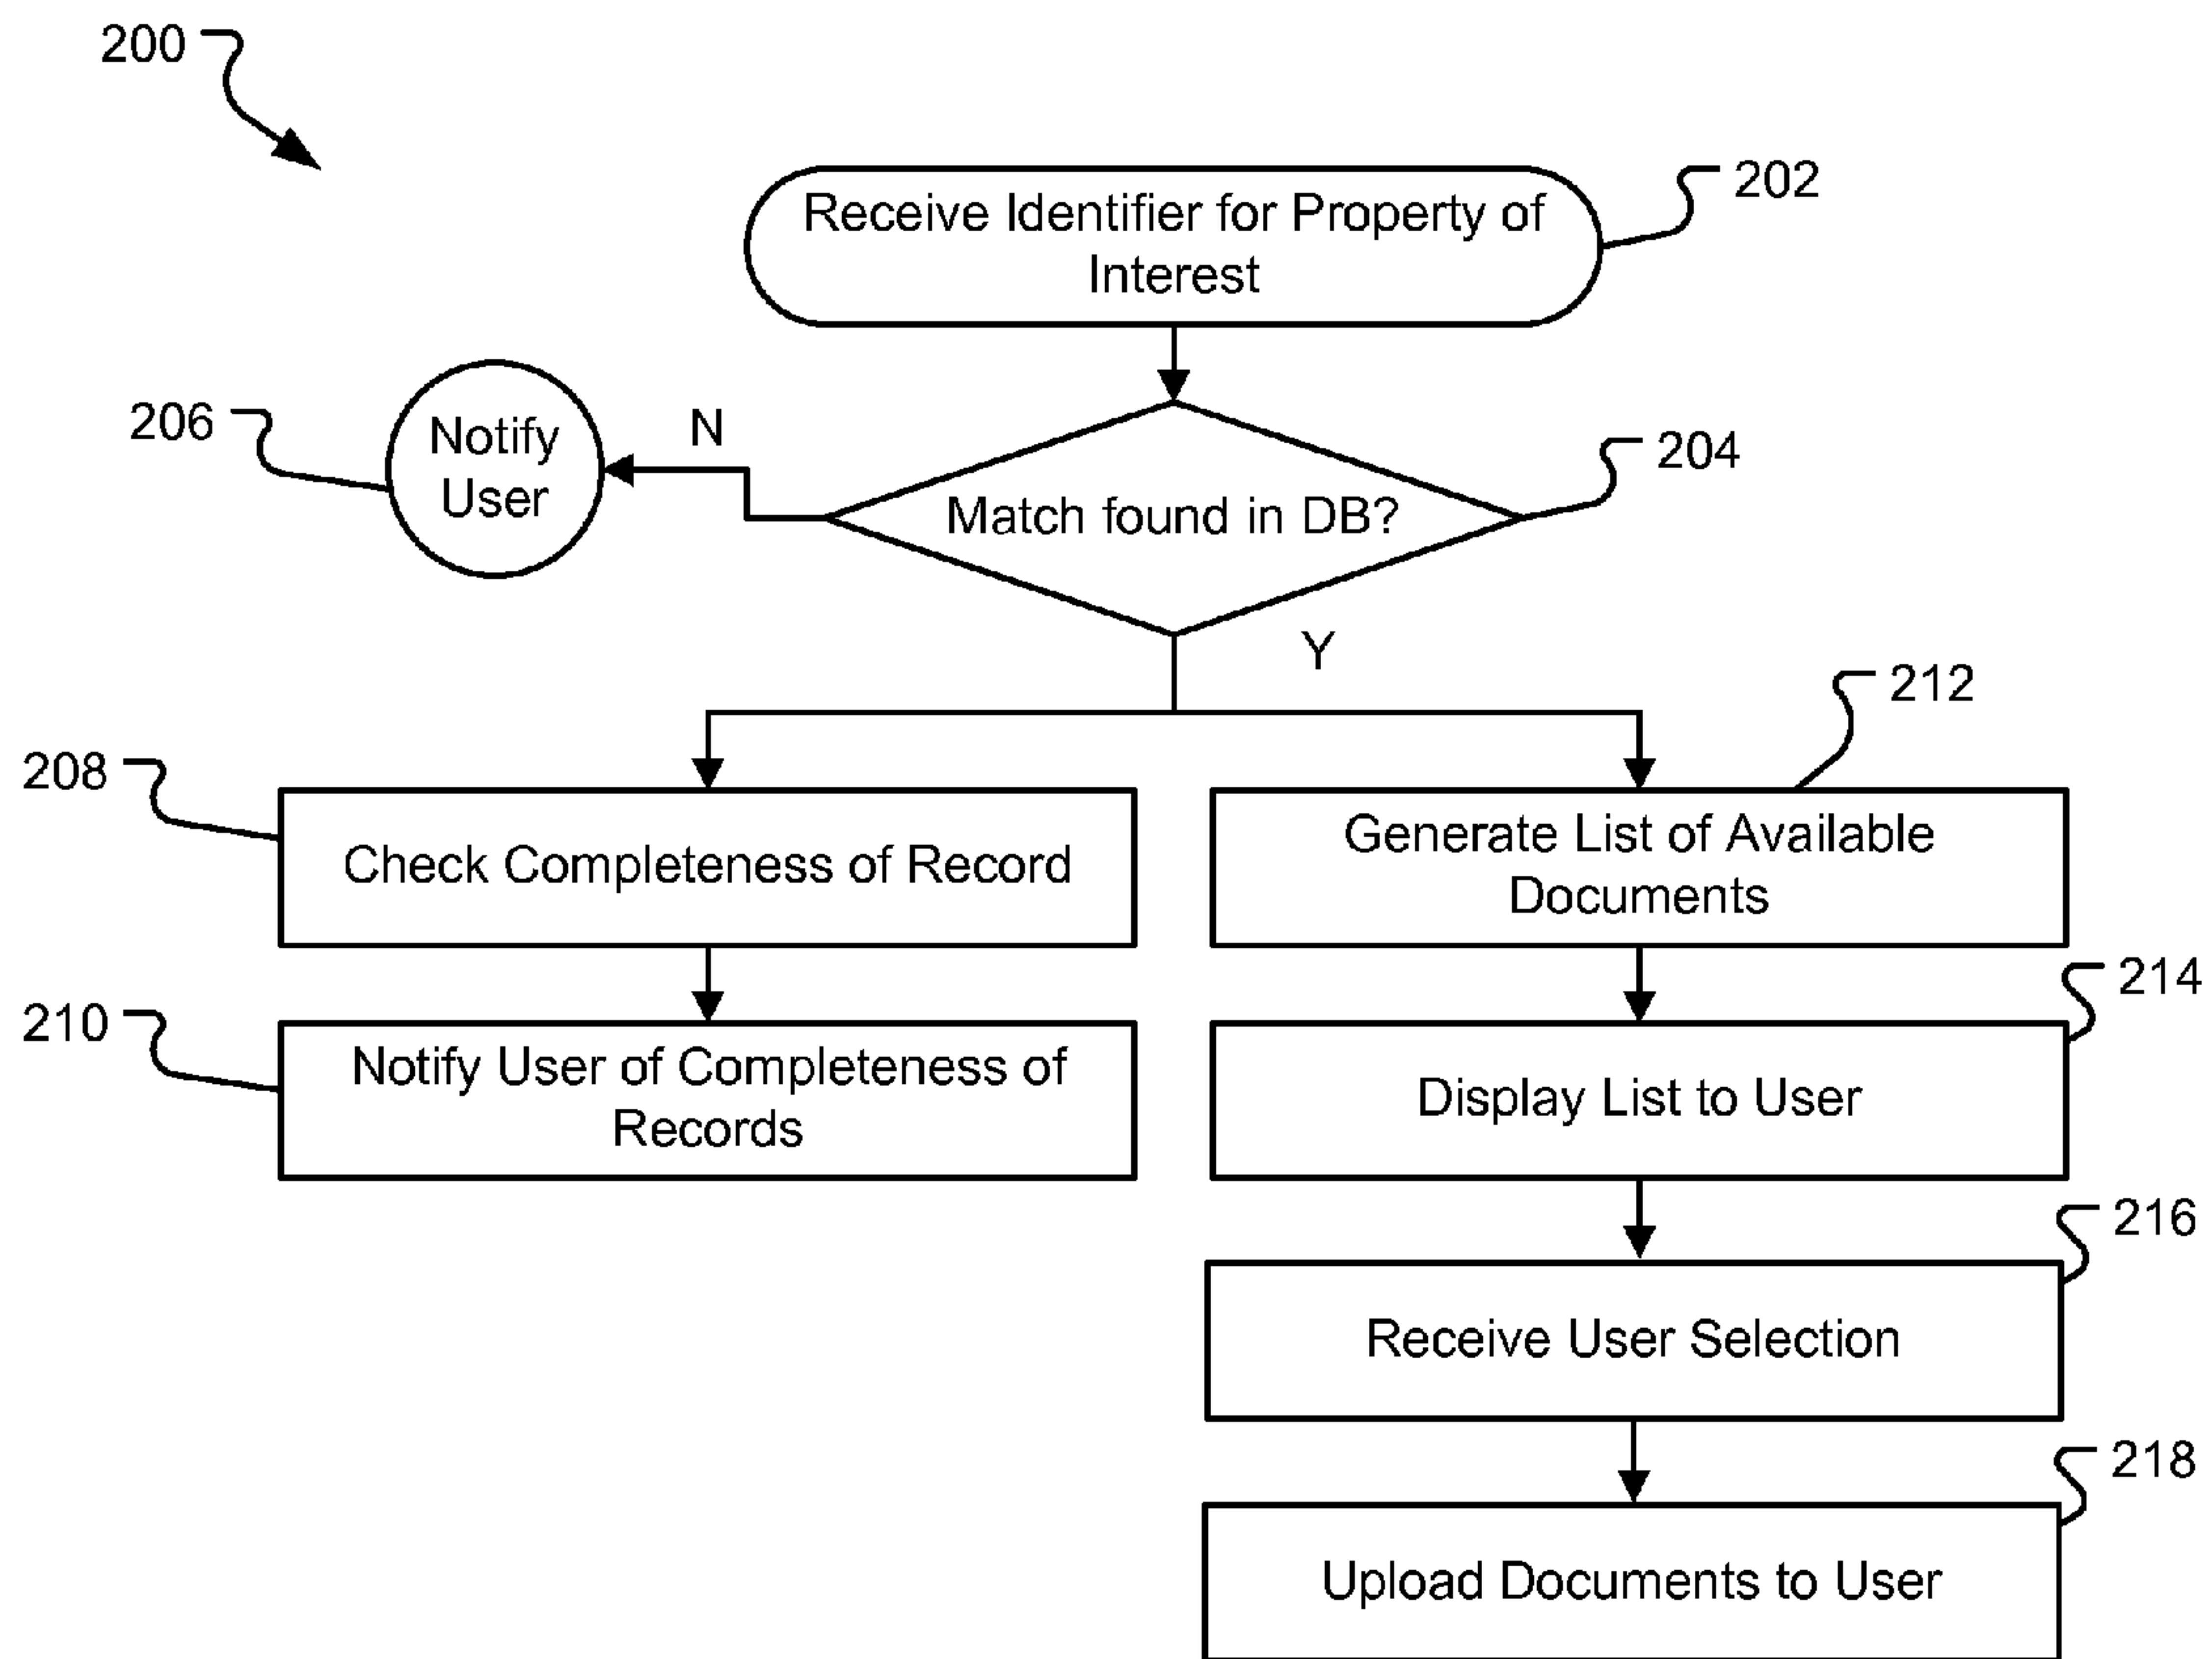 200
Receive Identifier for Property of
Interest
202
206
Notify
User
N
Match found in DB?
204
Y
208
Check Completeness of Record
212
Generate List of Available
Documents
210
Notify User of Completeness of
Records
214
Display List to User
216
Receive User Selection
218
Upload Documents to User